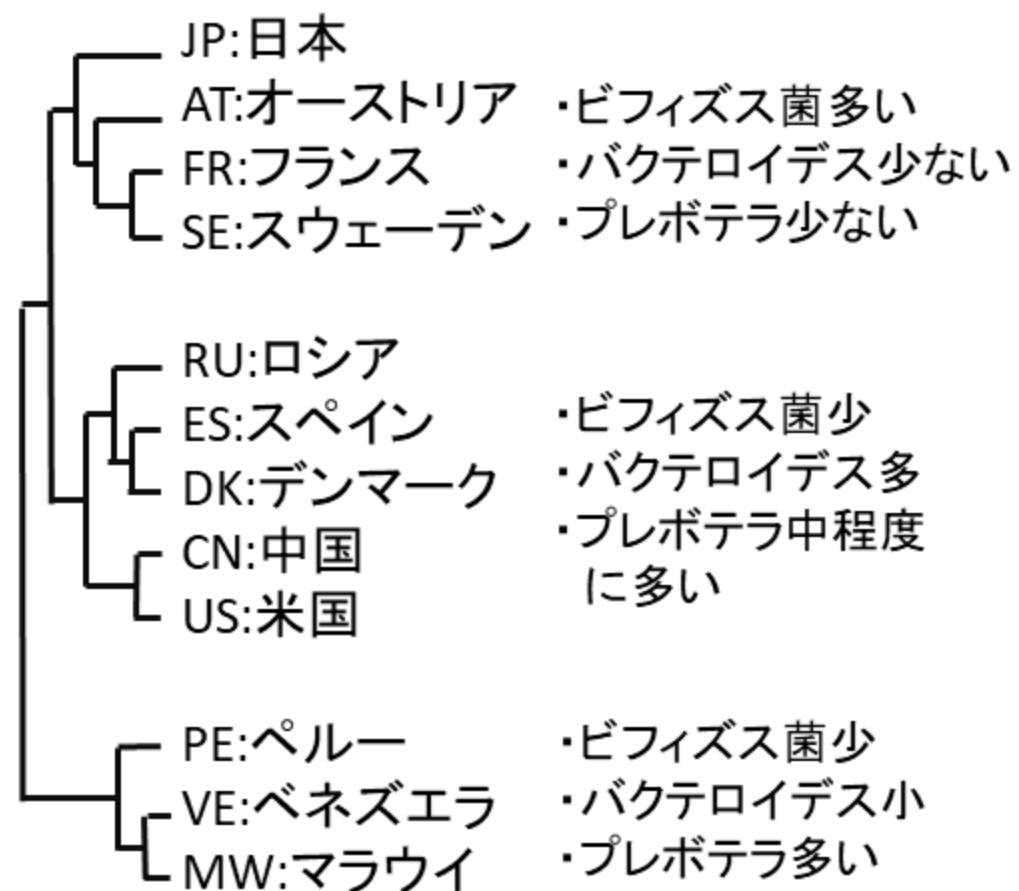 JP:日本
AT:オーストリア ・ビフィズス菌多い
FR:フランス ・バクテロイデス少ない
SE:スウェーデン ・プレボテラ少ない
RU:ロシア
ES:スペイン ・ビフィズス菌少
DK:デンマーク ・バクテロイデス多
CN:中国 ・プレボテラ中程度
に多い
US:米国
PE:ペルー ・ビフィズス菌少
VE:ベネズエラ ・バクテロイデス小
MW:マラウイ ・プレボテラ多い